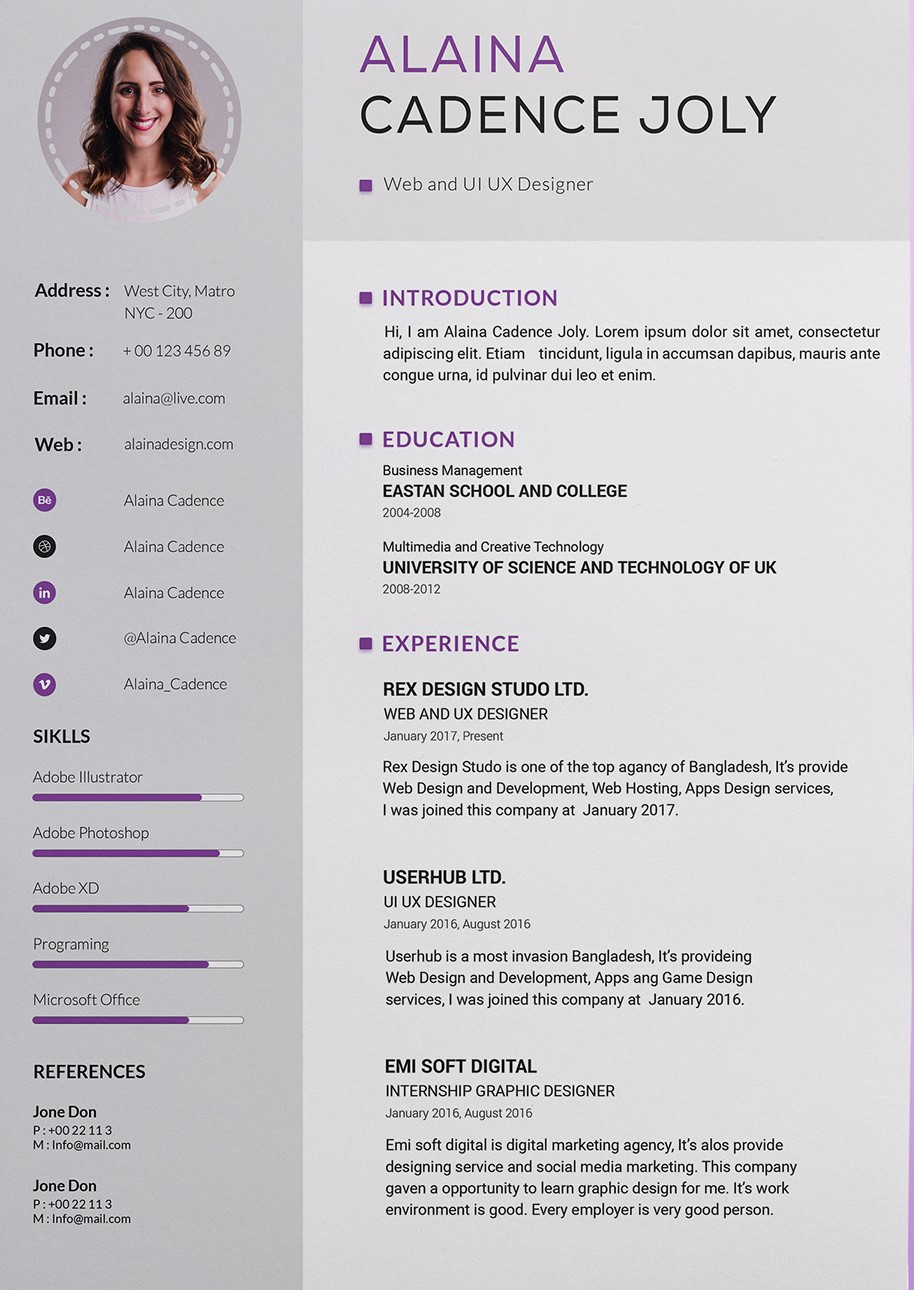 ALAINA
CADENCE JOLY
Web and UI UX Designer
Address : West City, Matro
NYC - 200
Phone : + 00 123 456 89
Email : alaina@live.com
Web : alainadesign.com
Bē Alaina Cadence
Alaina Cadence
in Alaina Cadence
@Alaina Cadence
Alaina_Cadence
SIKLLS
Adobe Illustrator
Adobe Photoshop
Adobe XD
Programing
Microsoft Office
REFERENCES
Jone Don
P : +00 22 11 3
M : Info@mail.com
Jone Don
P : +00 22 11 3
M : Info@mail.com
INTRODUCTION
Hi, I am Alaina Cadence Joly. Lorem ipsum dolor sit amet, consectetur
adipiscing elit. Etiam tincidunt, ligula in accumsan dapibus, mauris ante
congue urna, id pulvinar dui leo et enim.
EDUCATION
Business Management
EASTAN SCHOOL AND COLLEGE
2004-2008
Multimedia and Creative Technology
UNIVERSITY OF SCIENCE AND TECHNOLOGY OF UK
2008-2012
EXPERIENCE
REX DESIGN STUDO LTD.
WEB AND UX DESIGNER
January 2017, Present
Rex Design Studo is one of the top agancy of Bangladesh, It's provide
Web Design and Development, Web Hosting, Apps Design services,
I was joined this company at January 2017.
USERHUB LTD.
UI UX DESIGNER
January 2016, August 2016
Userhub is a most invasion Bangladesh, It's provideing
Web Design and Development, Apps ang Game Design
services, I was joined this company at January 2016.
EMI SOFT DIGITAL
INTERNSHIP GRAPHIC DESIGNER
January 2016, August 2016
Emi soft digital is digital marketing agency, It's alos provide
designing service and social media marketing. This company
gaven a opportunity to learn graphic design for me. It's work
environment is good. Every employer is very good person.